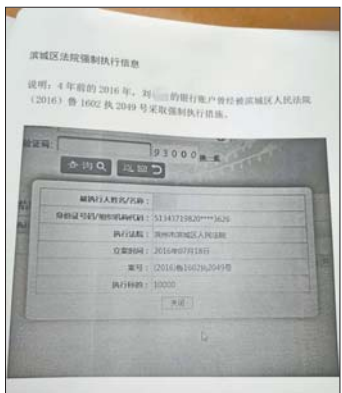 滨城区法院强制执行信息
说明：4年前的2016年，刘 的银行账户曾经被滨城区人民法院
（2016）鲁1602执2049号采取强制执行措施。
验证码：
93000 换一张
查询 返回
被执行人姓名/名称：
身份证号码/组织机构代码：51343719820****3626
执行法院：滨州市滨城区人民法院
立案时间：2016年07月18日
案号：(2016)鲁1602执2049号
执行标的：10000
关闭